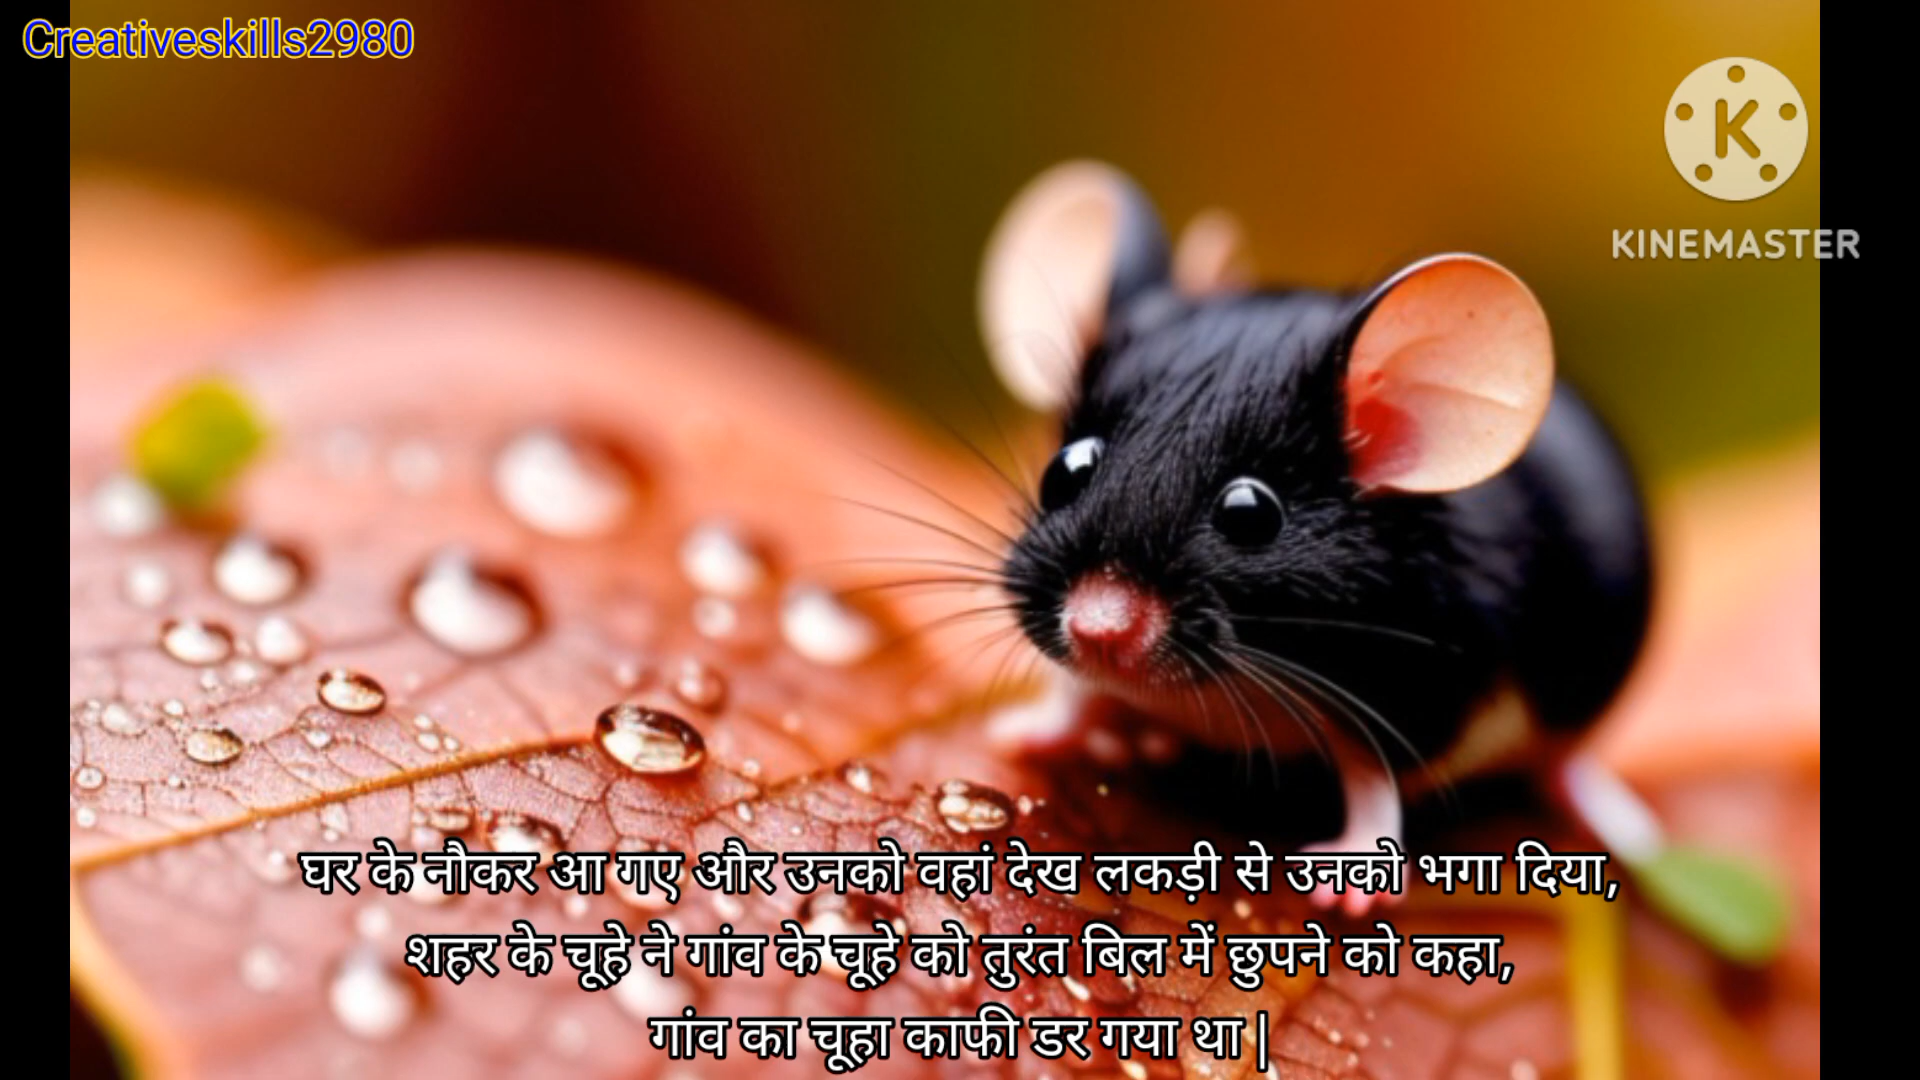 Creativeskills2980
K
KINEMASTER
घर के नौकर आ गए और उनको वहां देख लकड़ी से उनको भगा दिया,
शहर के चूहे ने गांव के चूहे को तुरंत बिल में छुपने को कहा,
गांव का चूहा काफी डर गया था|